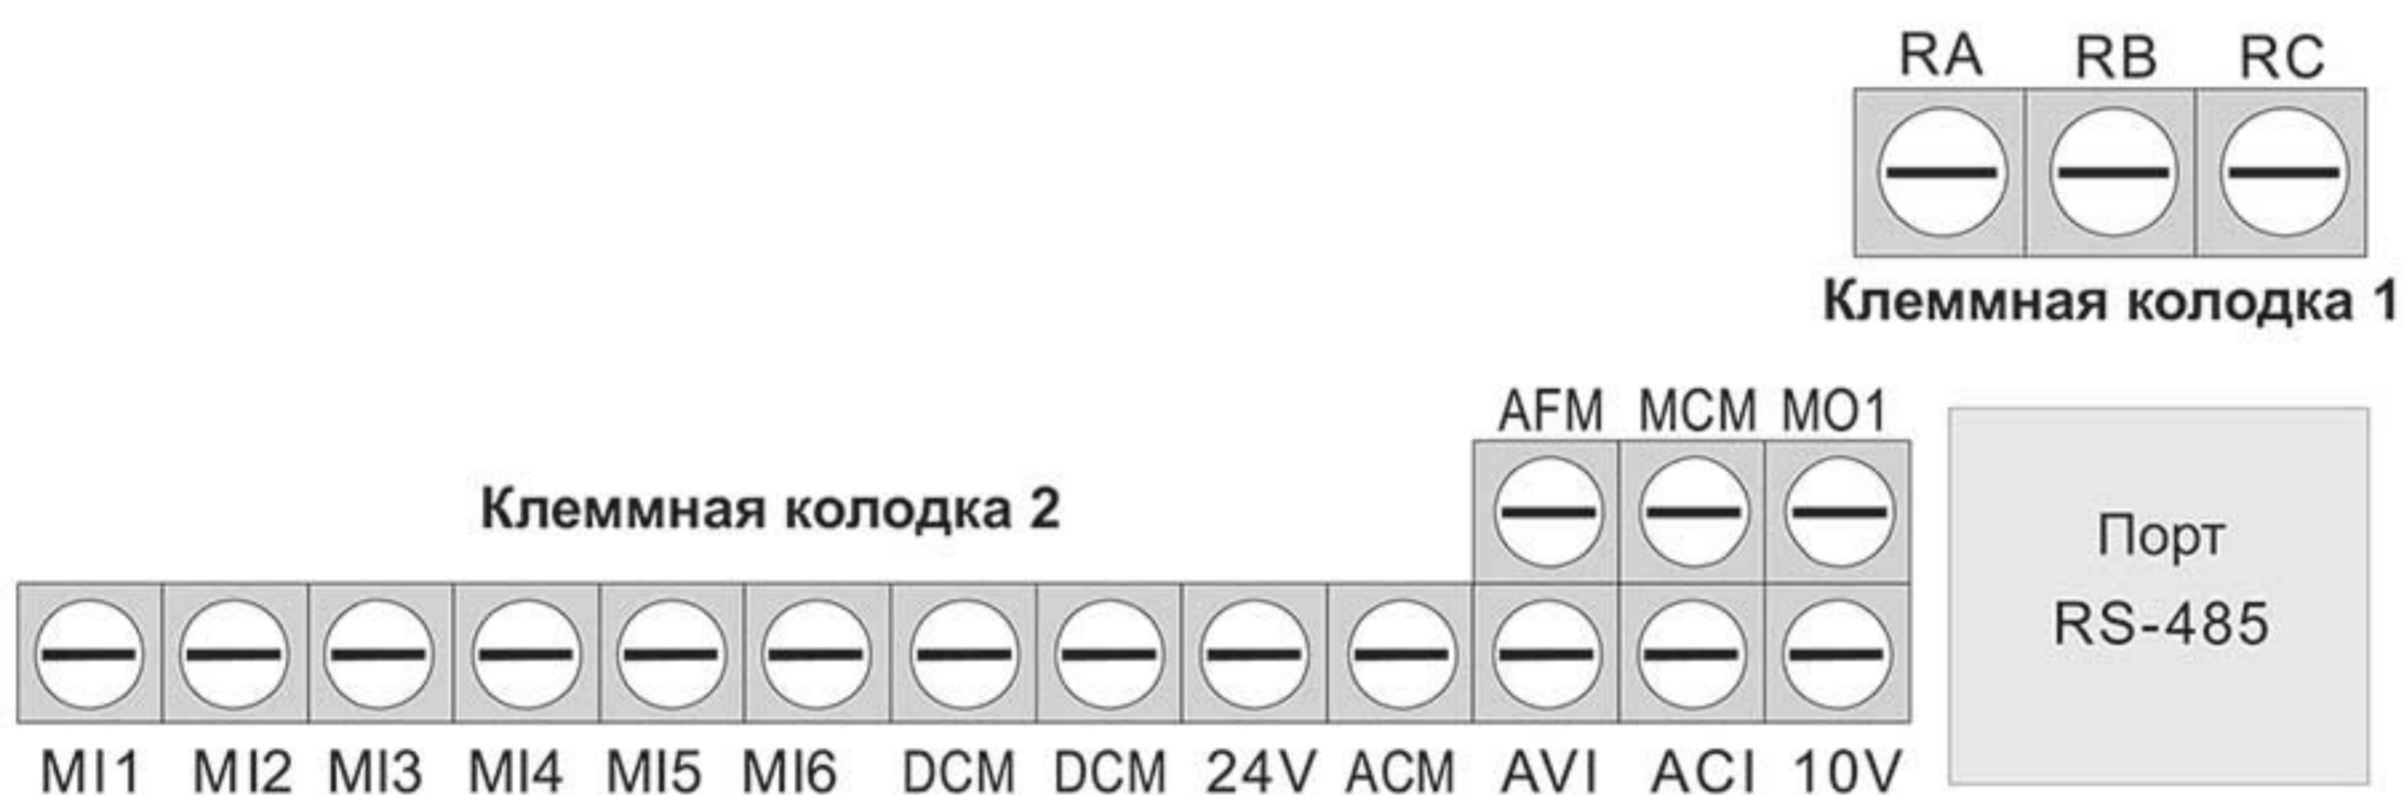 RA RB RC
Клеммная колодка 1
AFM MCM MO1
Клеммная колодка 2
Порт
RS-485
MI1 MI2 MI3 MI4 MI5 MI6 DCM DCM 24V ACM AVI ACI 10V